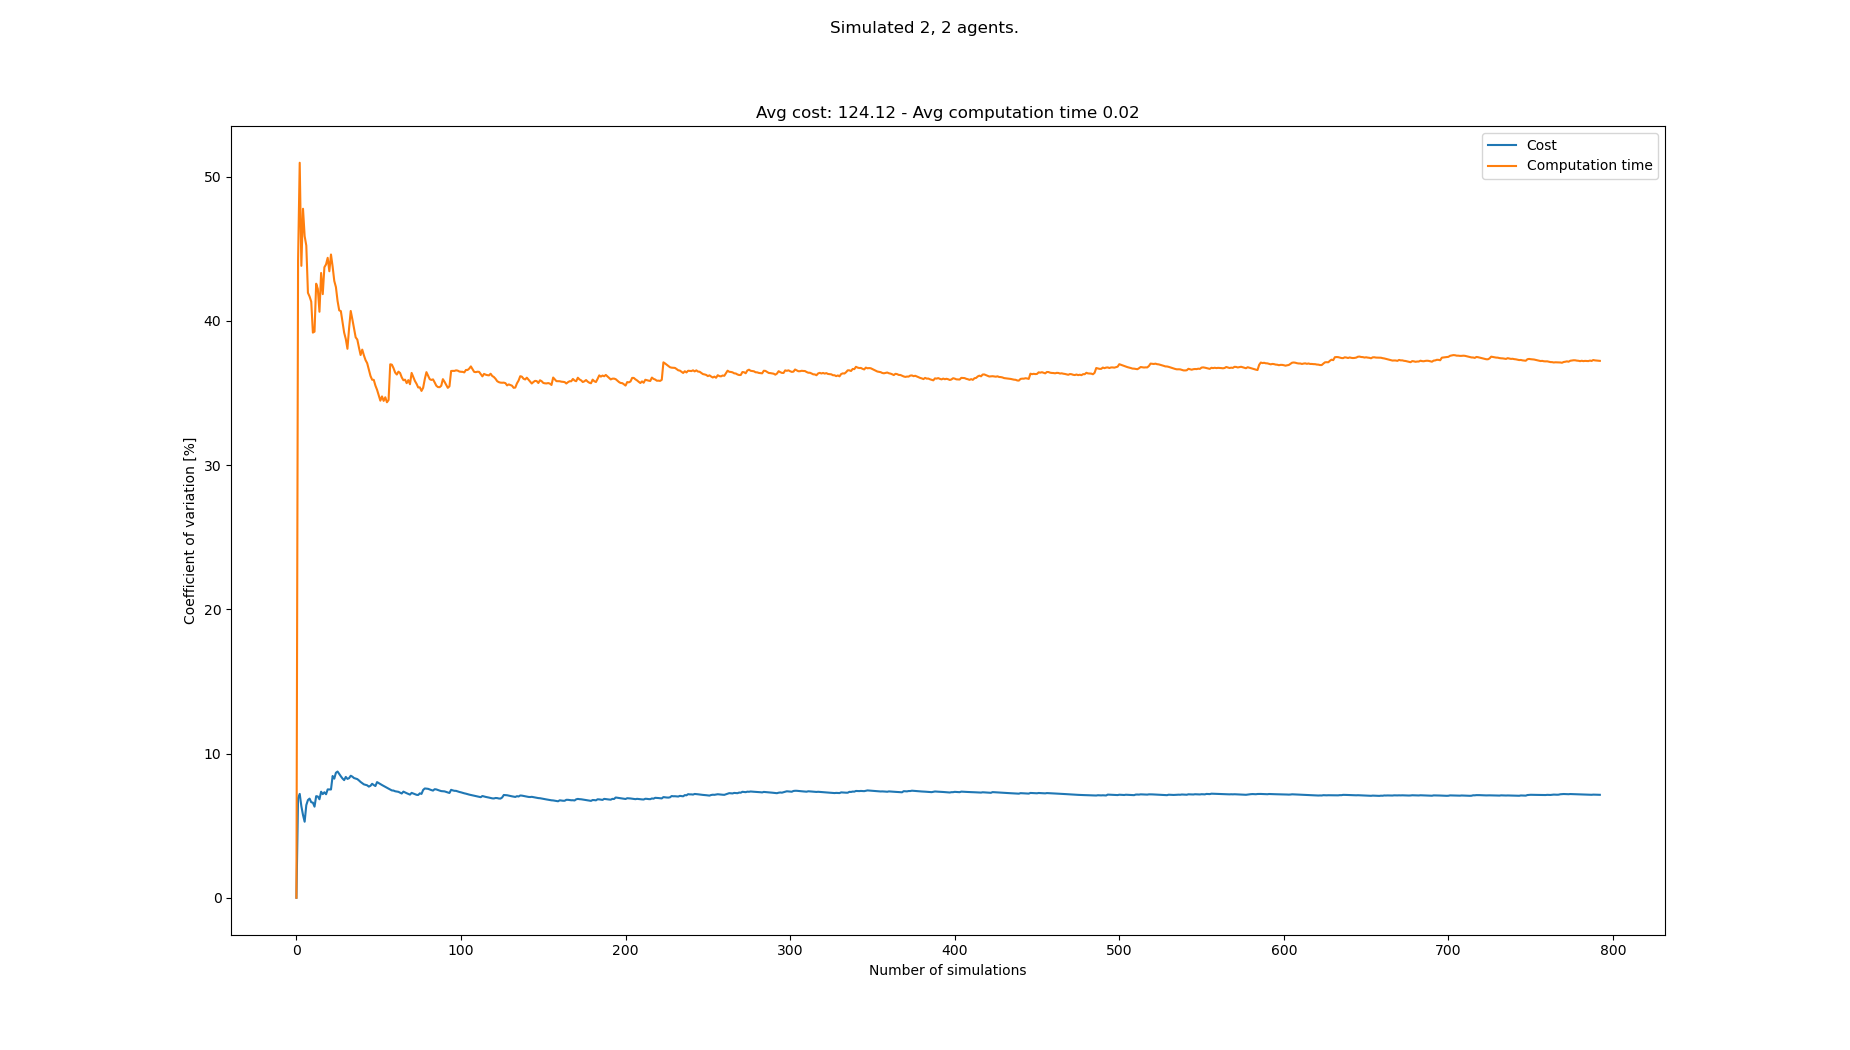 Simulated 2, 2 agents.
Avg cost: 124.12 - Avg computation time 0.02
Cost
Computation time
50
40
30
20
10
0
Coefficient of variation [%]
0 100 200 300 400 500 600 700 800
Number of simulations